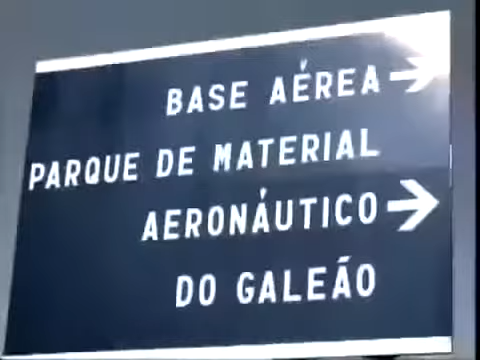 BASE AÉREA →
PARQUE DE MATERIAL
AERONÁUTICO →
DO GALEÃO